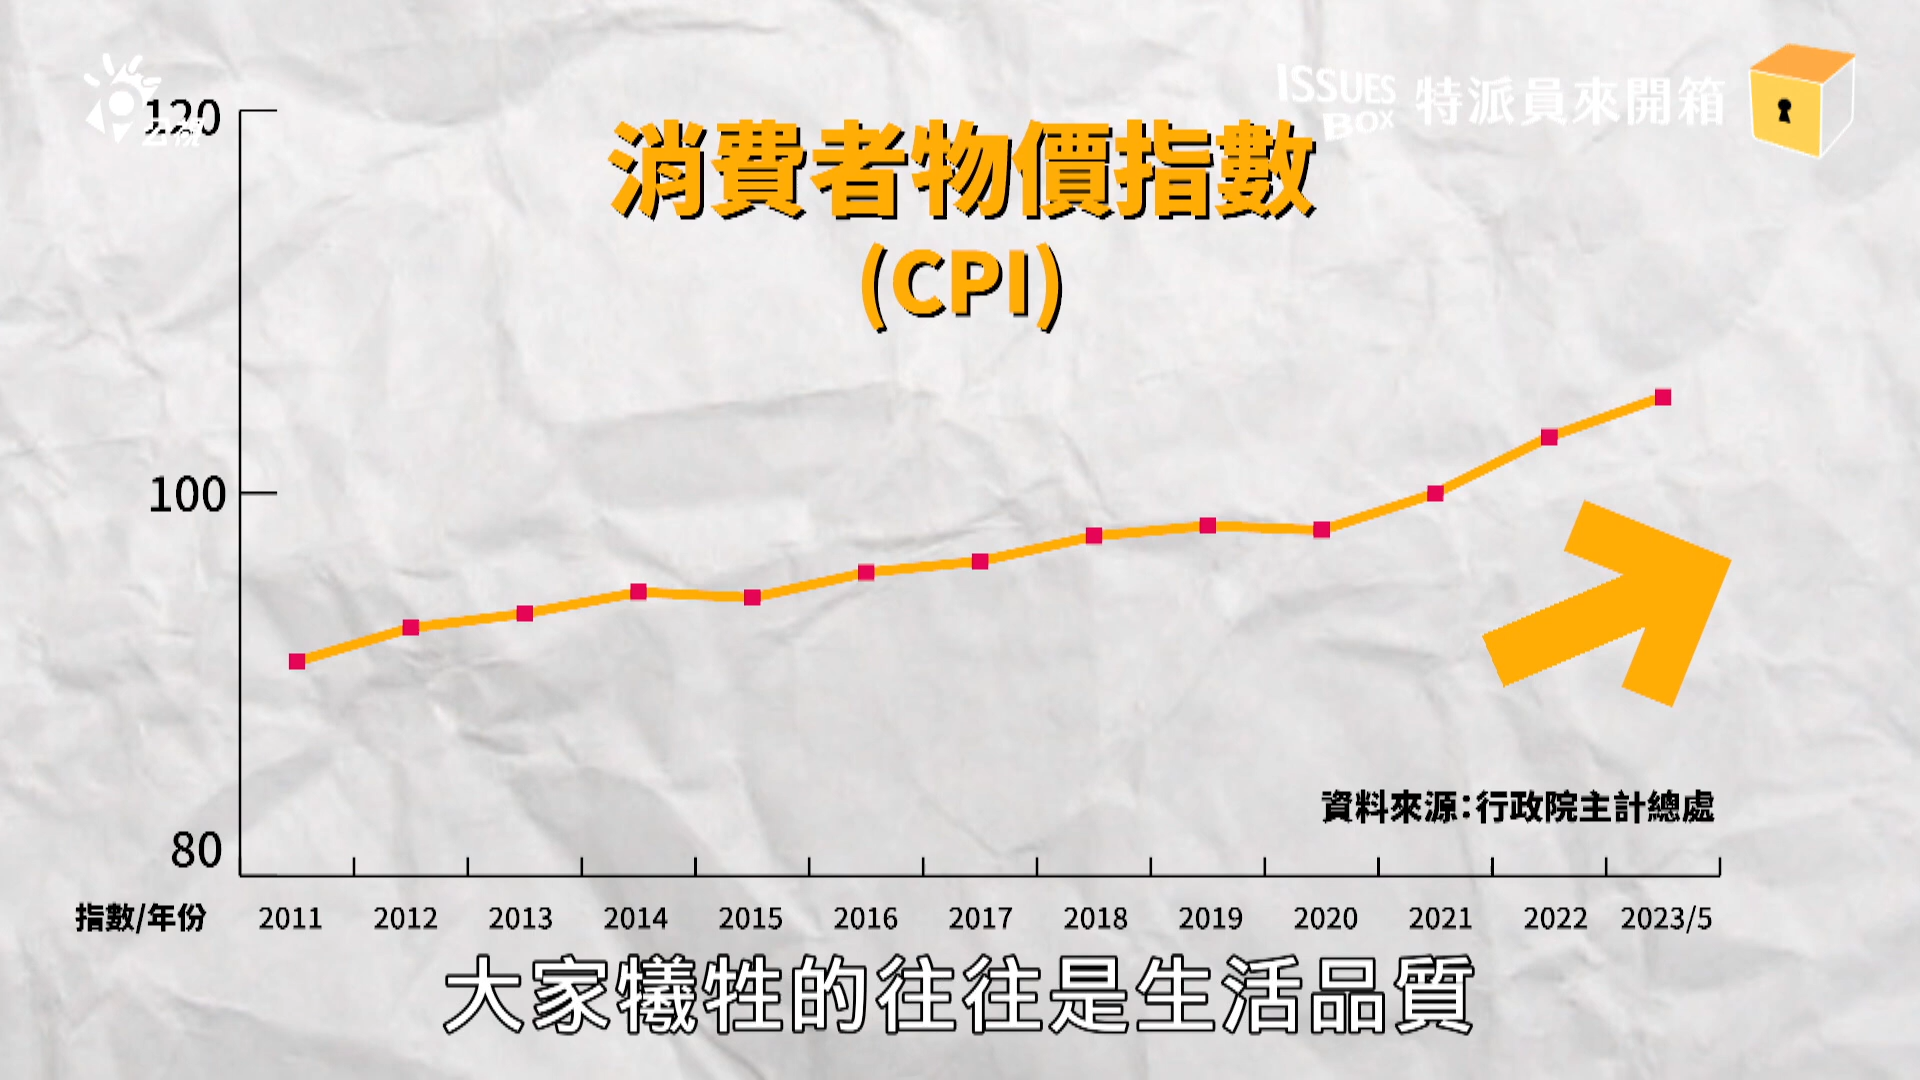 120
公視
ISSUES
BOX
特派員來開箱
消費者物價指數
(CPI)
100
資料來源:行政院主計總處
80
指數/年份 2011 2012 2013 2014 2015 2016 2017 2018 2019 2020 2021 2022 2023/5
大家犧牲的往往是生活品質